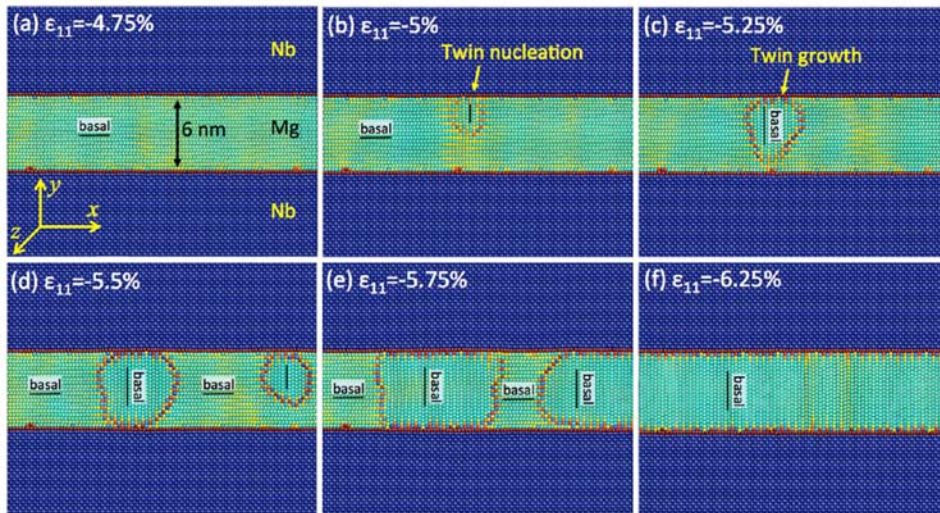 (a) ε₁₁=-4.75%
Nb
basal
6 nm
Mg
y
x
z
Nb
(b) ε₁₁=-5%
Twin nucleation
basal
(c) ε₁₁=-5.25%
Twin growth
basal
(d) ε₁₁=-5.5%
basal
basal
basal
(e) ε₁₁=-5.75%
basal
basal
basal
basal
(f) ε₁₁=-6.25%
basal